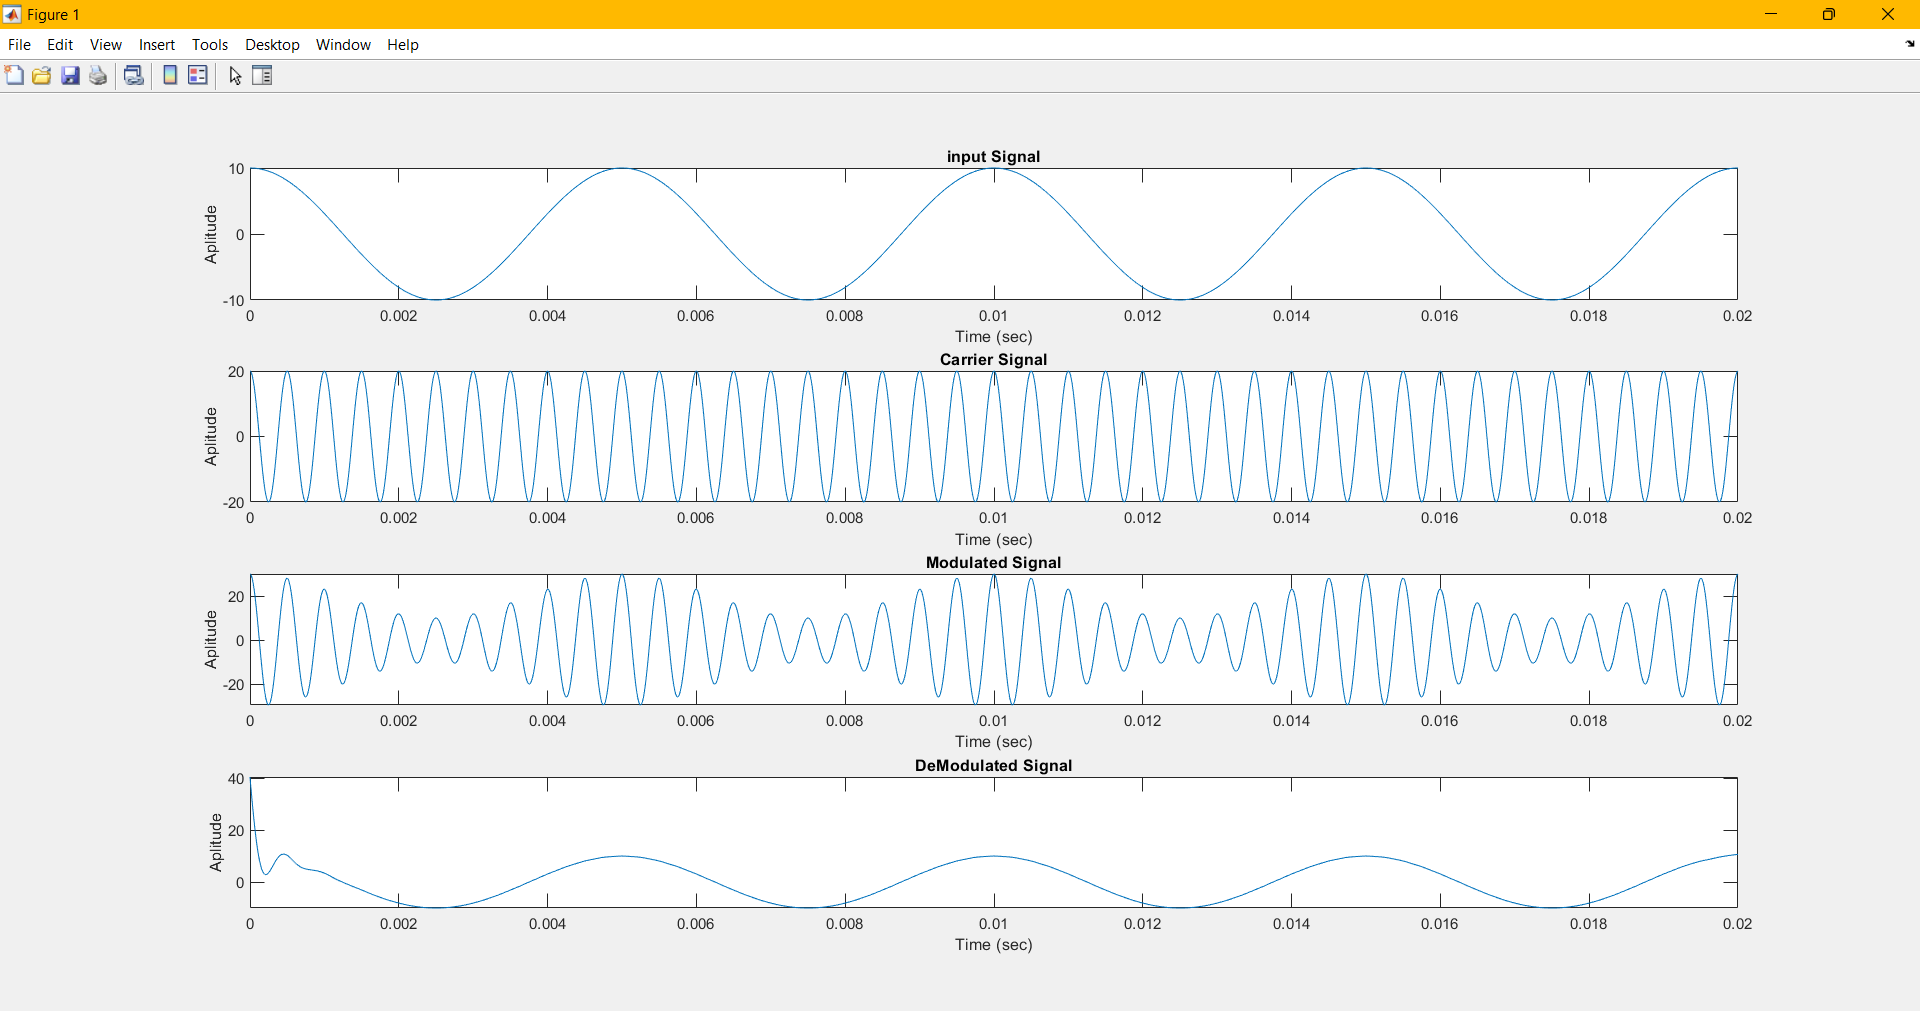 Figure 1
File Edit View Insert Tools Desktop Window Help
input Signal
10
0
-10
Aplitude
0 0.002 0.004 0.006 0.008 0.01 0.012 0.014 0.016 0.018 0.02
Time (sec)
Carrier Signal
20
0
-20
Aplitude
0 0.002 0.004 0.006 0.008 0.01 0.012 0.014 0.016 0.018 0.02
Time (sec)
Modulated Signal
20
0
-20
Aplitude
0 0.002 0.004 0.006 0.008 0.01 0.012 0.014 0.016 0.018 0.02
Time (sec)
DeModulated Signal
40
20
0
Aplitude
0 0.002 0.004 0.006 0.008 0.01 0.012 0.014 0.016 0.018 0.02
Time (sec)